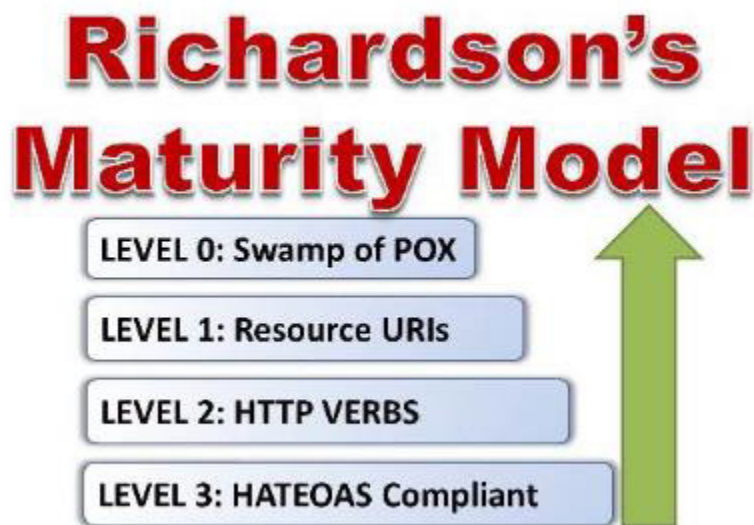 Richardson's
Maturity Model
LEVEL 0: Swamp of POX
LEVEL 1: Resource URIs
LEVEL 2: HTTP VERBS
LEVEL 3: HATEOAS Compliant